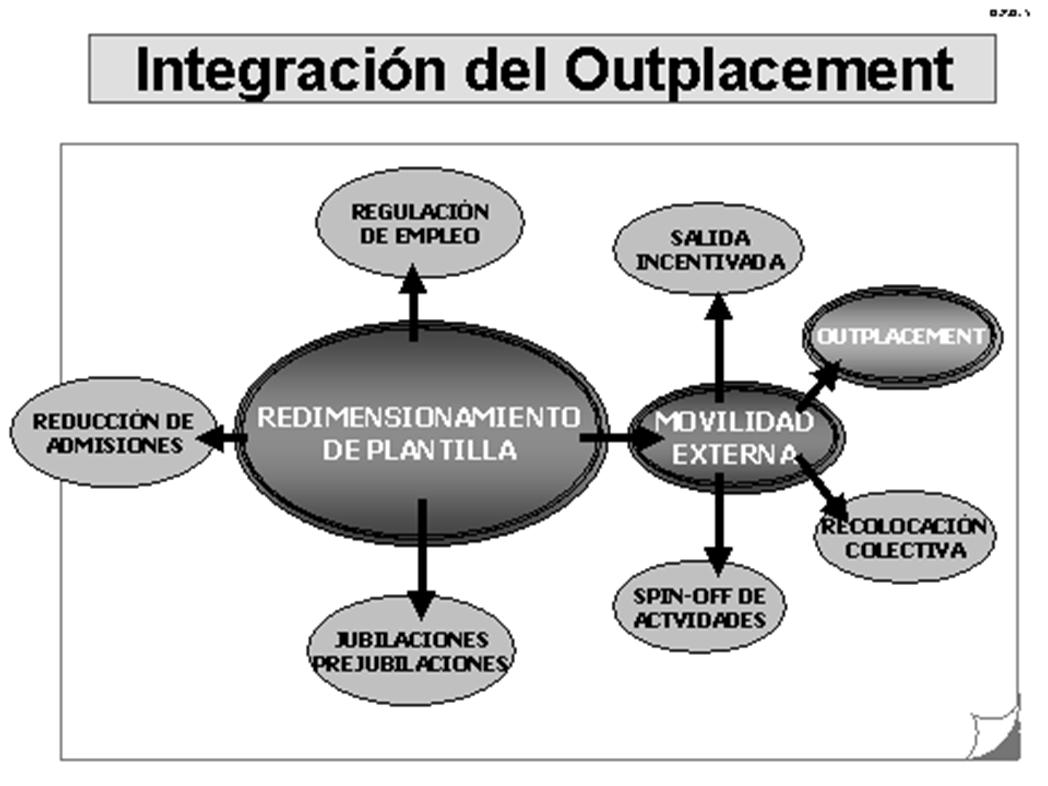 Integración del Outplacement
REGULACIÓN
DE EMPLEO
SALIDA
INCENTIVADA
OUTPLACEMENT
REDUCCIÓN DE
ADMISIONES
REDIMENSIONAMIENTO
DE PLANTILLA
MOVILIDAD
EXTERNA
RECOLOCACIÓN
COLECTIVA
SPIN-OFF DE
ACTVIDADES
JUBILACIONES
PREJUBILACIONES